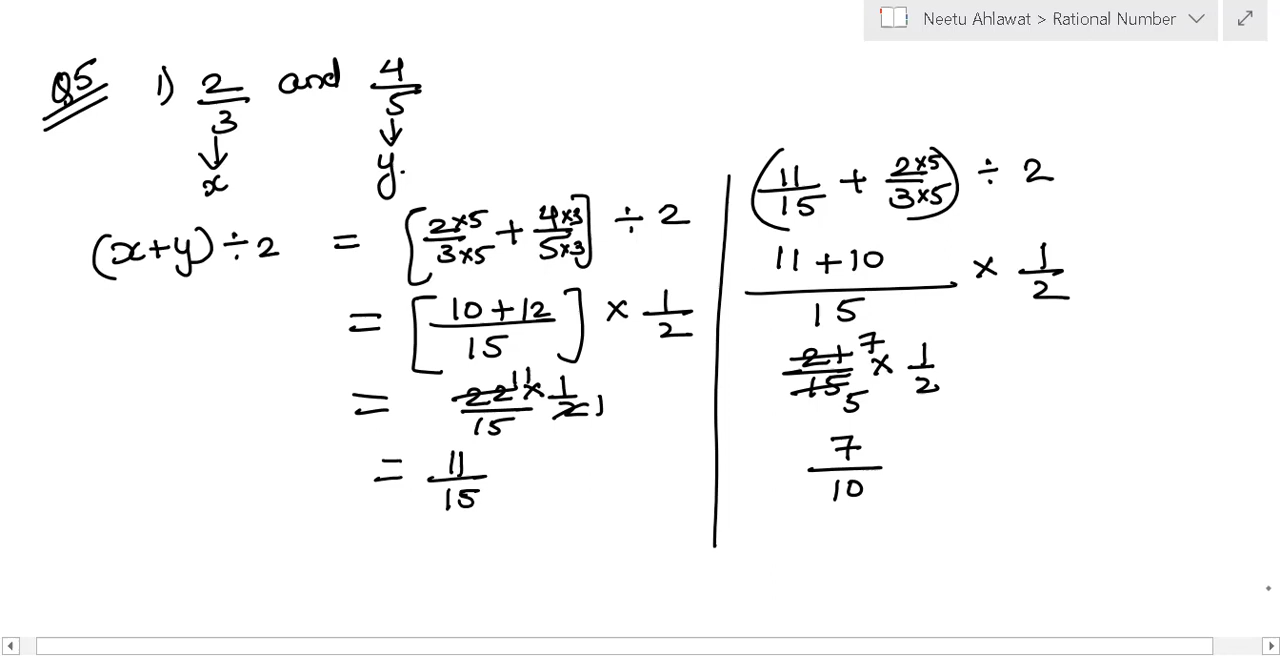 Neetu Ahlawat > Rational Number
Q5 1) 2/3 and 4/5
↓ ↓
x y.
(x+y) ÷ 2 = [2×5/3×5 + 4×3/5×3] ÷ 2
= [10+12/15] × 1/2
= 22 11/15 × 1/2 1
= 11/15
(11/15 + 2×5/3×5) ÷ 2
11+10/15 × 1/2
21 7/15 5 × 1/2
7/10